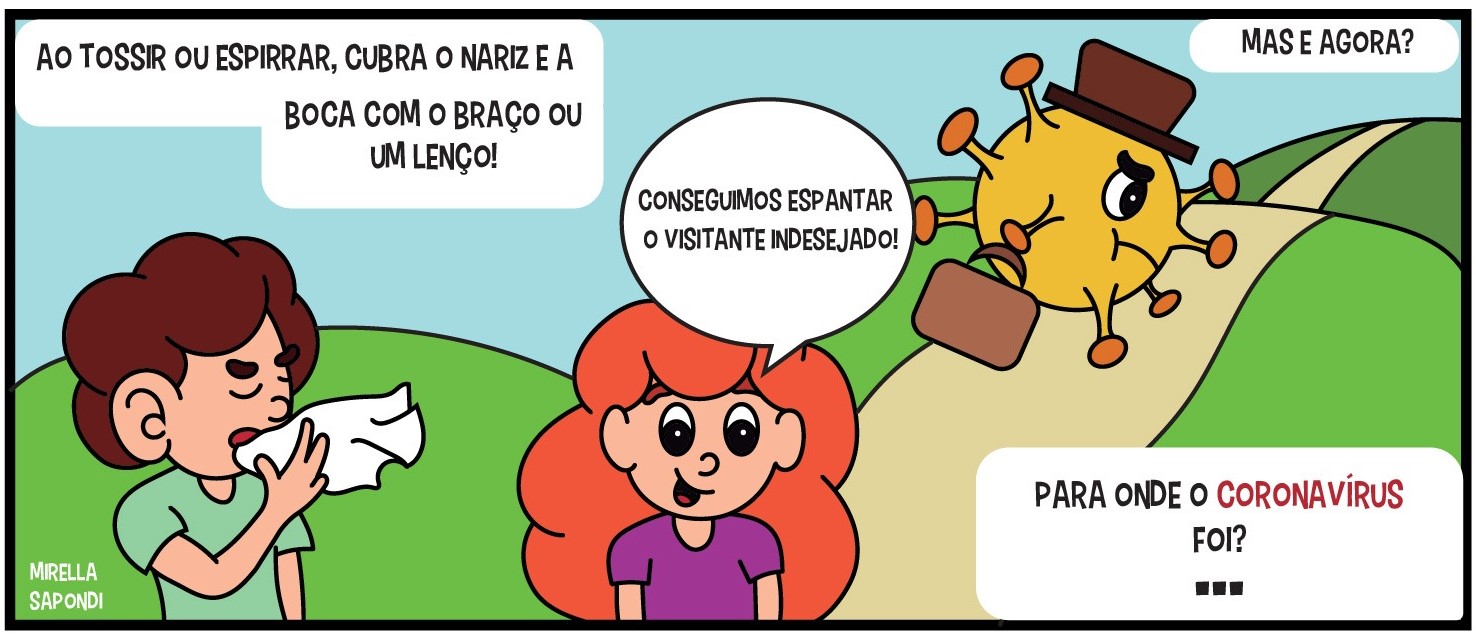 AO TOSSIR OU ESPIRRAR, CUBRA O NARIZ E A
BOCA COM O BRAÇO OU
UM LENÇO!
CONSEGUIMOS ESPANTAR
O VISITANTE INDESEJADO!
MAS E AGORA?
PARA ONDE O CORONAVÍRUS
FOI?
...
MIRELLA
SAPONDI